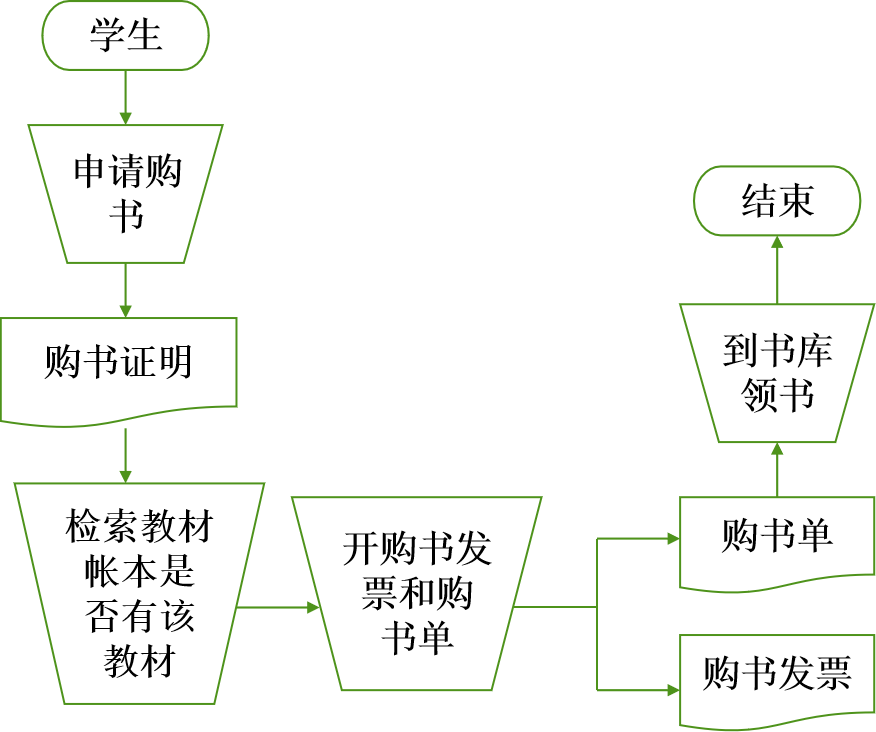 学生
申请购
书
购书证明
检索教材
帐本是
否有该
教材
开购书发
票和购
书单
结束
到书库
领书
购书单
购书发票